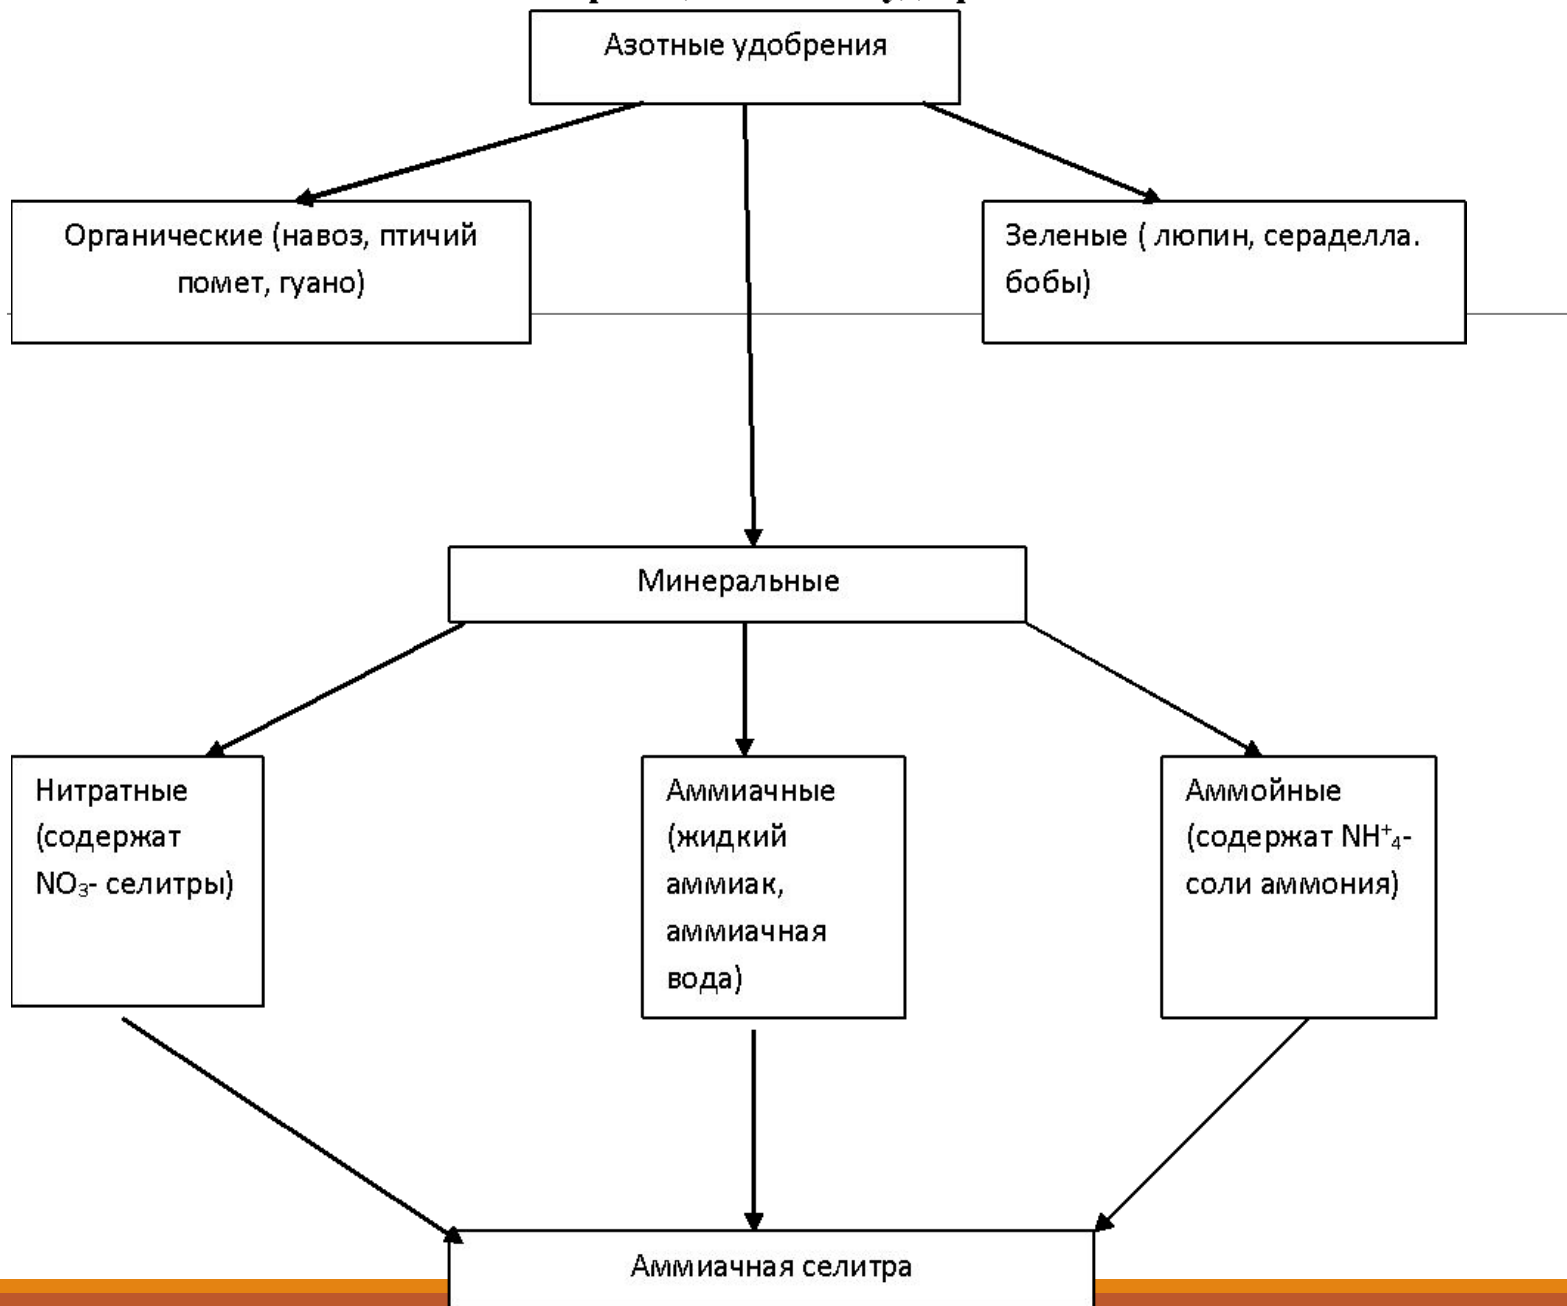 Азотные удобрения
Органические (навоз, птичий
помет, гуано)
Зеленые ( люпин, сераделла.
бобы)
Минеральные
Нитратные
(содержат
NO₃- селитры)
Аммиачные
(жидкий
аммиак,
аммиачная
вода)
Аммойные
(содержат NH⁺₄-
соли аммония)
Аммиачная селитра